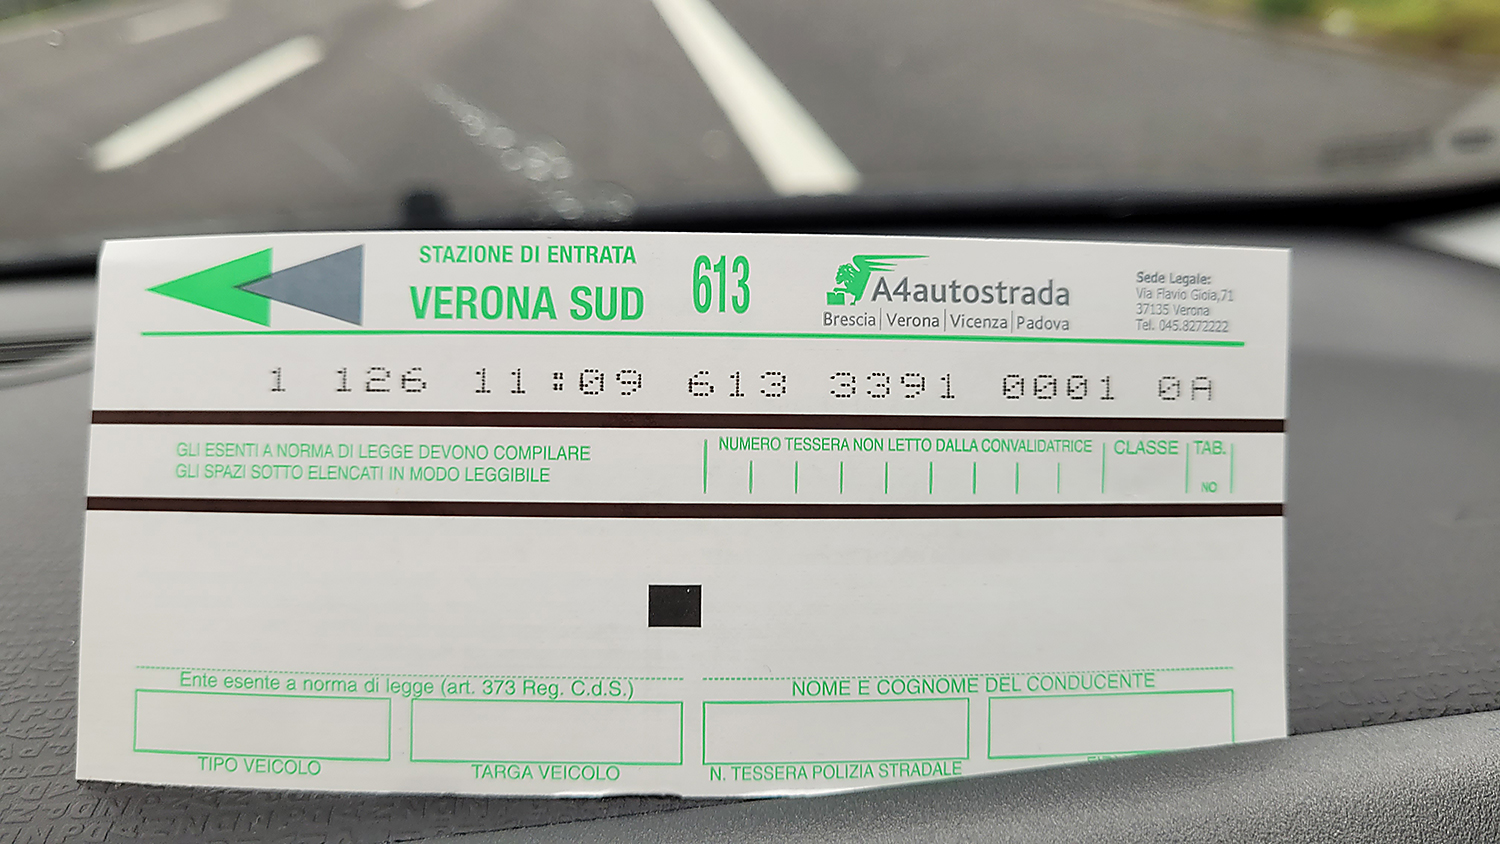 STAZIONE DI ENTRATA
VERONA SUD
613
A4autostrada
Brescia|Verona|Vicenza|Padova
Sede Legale:
Via Flavio Gioia,71
37135 Verona
Tel. 045.8272222
1 126 11:09 613 3391 0001 0A
GLI ESENTI A NORMA DI LEGGE DEVONO COMPILARE
GLI SPAZI SOTTO ELENCATI IN MODO LEGGIBILE
NUMERO TESSERA NON LETTO DALLA CONVALIDATRICE
CLASSE
TAB.
NO
Ente esente a norma di legge (art. 373 Reg. C.d.S.)
NOME E COGNOME DEL CONDUCENTE
TIPO VEICOLO
TARGA VEICOLO
N. TESSERA POLIZIA STRADALE